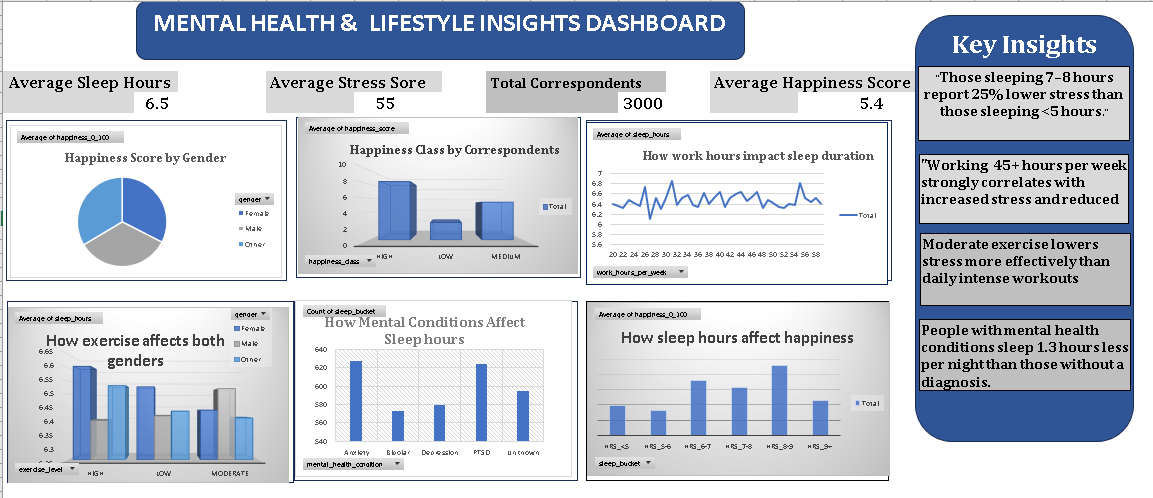 MENTAL HEALTH & LIFESTYLE INSIGHTS DASHBOARD
Average Sleep Hours
6.5
Average Stress Sore
55
Total Correspondents
3000
Average Happiness Score
5.4
Average of happiness_0_100
Happiness Score by Gender
gender
Female
Male
Other
Average of happiness_score
Happiness Class by Correspondents
10
8
6
4
2
0
HIGH
LOW
MEDIUM
Total
happiness_class
Average of sleep_hours
How work hours impact sleep duration
7
6.8
6.6
6.4
6.2
6
5.8
5.6
20 22 24 26 28 30 32 34 36 38 40 42 44 46 48 50 52 54 56 58
Total
work_hours_per_week
Average of sleep_hours
gender
Female
Male
Other
How exercise affects both
genders
6.65
6.6
6.55
6.5
6.45
6.4
6.35
6.3
HIGH
LOW
MODERATE
exercise_level
Count of sleep_bucket
How Mental Conditions Affect
Sleep hours
640
620
600
580
560
540
Anxiety
Bipolar
Depression
PTSD
Unknown
mental_health_condition
Average of happiness_0_100
How sleep hours affect happiness
HRS_<5
HRS_5-6
HRS_6-7
HRS_7-8
HRS_8-9
HRS_9+
Total
sleep_bucket
Key Insights
"Those sleeping 7–8 hours
report 25% lower stress than
those sleeping <5 hours."
"Working 45+ hours per week
strongly correlates with
increased stress and reduced
Moderate exercise lowers
stress more effectively than
daily intense workouts
People with mental health
conditions sleep 1.3 hours less
per night than those without a
diagnosis.